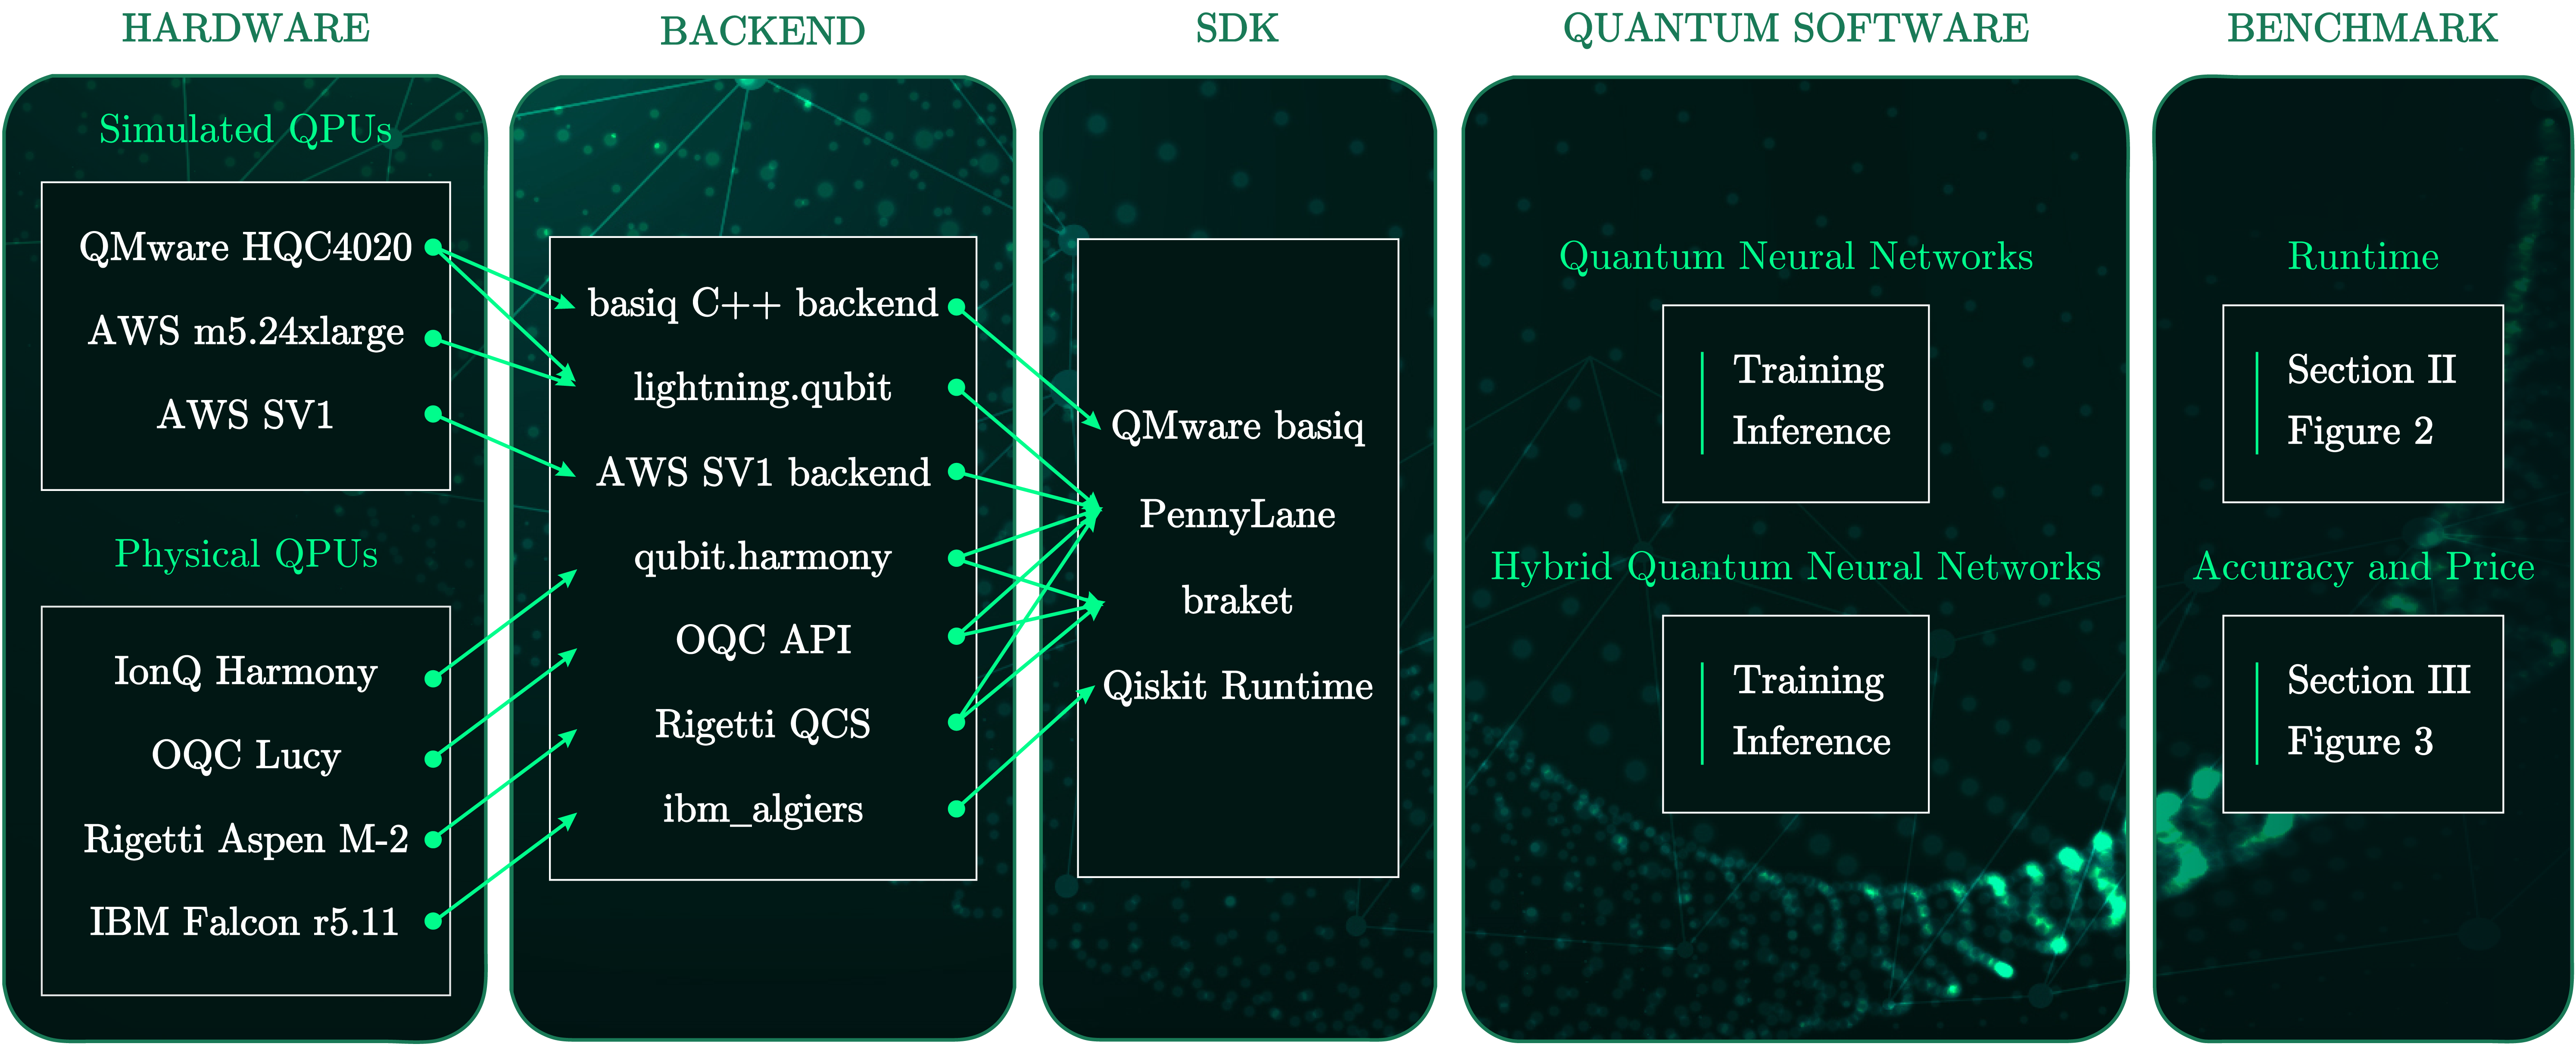 HARDWARE
Simulated QPUs
QMware HQC4020
AWS m5.24xlarge
AWS SV1
Physical QPUs
IonQ Harmony
OQC Lucy
Rigetti Aspen M-2
IBM Falcon r5.11
BACKEND
basiq C++ backend
lightning.qubit
AWS SV1 backend
qubit.harmony
OQC API
Rigetti QCS
ibm_algiers
SDK
QMware basiq
PennyLane
braket
Qiskit Runtime
QUANTUM SOFTWARE
Quantum Neural Networks
Training
Inference
Hybrid Quantum Neural Networks
Training
Inference
BENCHMARK
Runtime
Section II
Figure 2
Accuracy and Price
Section III
Figure 3